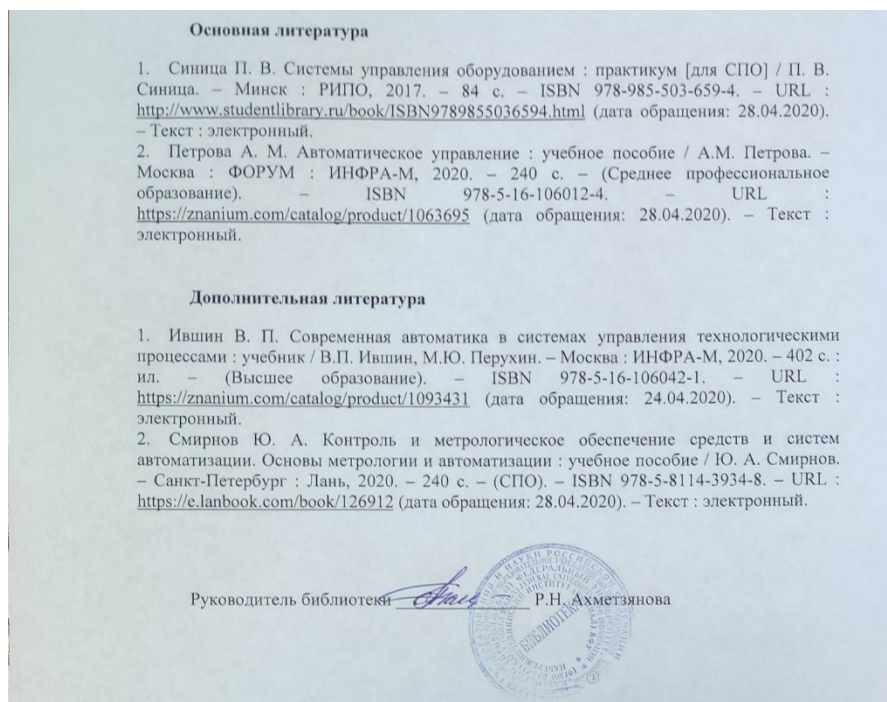 Основная литература
1. Синица П. В. Системы управления оборудованием : практикум [для СПО] / П. В.
Синица. – Минск : РИПО, 2017. – 84 с. – ISBN 978-985-503-659-4. – URL :
http://www.studentlibrary.ru/book/ISBN9789855036594.html (дата обращения: 28.04.2020).
– Текст : электронный.
2. Петрова А. М. Автоматическое управление : учебное пособие / А.М. Петрова. –
Москва : ФОРУМ : ИНФРА-М, 2020. – 240 с. – (Среднее профессиональное
образование). – ISBN 978-5-16-106012-4. – URL :
https://znanium.com/catalog/product/1063695 (дата обращения: 28.04.2020). – Текст :
электронный.
Дополнительная литература
1. Ившин В. П. Современная автоматика в системах управления технологическими
процессами : учебник / В.П. Ившин, М.Ю. Перухин. – Москва : ИНФРА-М, 2020. – 402 с. :
ил. – (Высшее образование). – ISBN 978-5-16-106042-1. – URL :
https://znanium.com/catalog/product/1093431 (дата обращения: 24.04.2020). – Текст :
электронный.
2. Смирнов Ю. А. Контроль и метрологическое обеспечение средств и систем
автоматизации. Основы метрологии и автоматизации : учебное пособие / Ю. А. Смирнов.
– Санкт-Петербург : Лань, 2020. – 240 с. – (СПО). – ISBN 978-5-8114-3934-8. – URL :
https://e.lanbook.com/book/126912 (дата обращения: 28.04.2020). – Текст : электронный.
Руководитель библиотеки Р.Н. Ахметзянова
БИБЛИОТЕКА